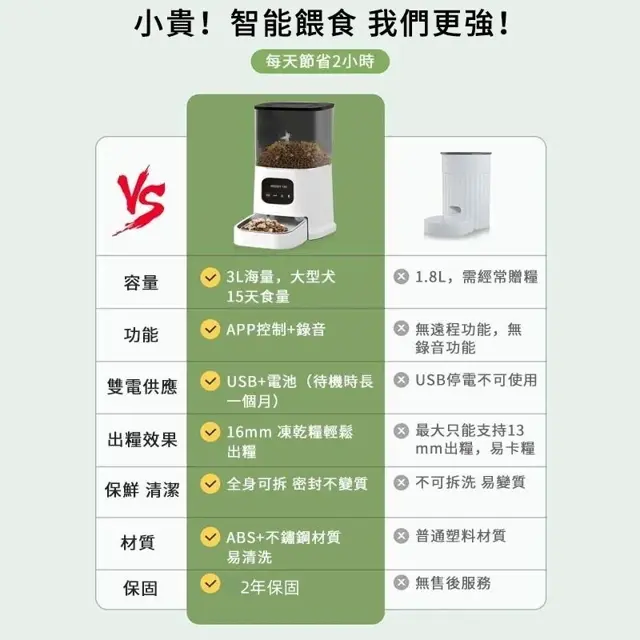 小貴！智能餵食 我們更強！
每天節省2小時
VS
容量
3L海量，大型犬
15天食量
1.8L，需經常贈糧
功能
APP控制+錄音
無遠程功能，無
錄音功能
雙電供應
USB+電池（待機時長
一個月）
USB停電不可使用
出糧效果
16mm 凍乾糧輕鬆
出糧
最大只能支持13
mm出糧，易卡糧
保鮮 清潔
全身可拆 密封不變質
不可拆洗 易變質
材質
ABS+不鏽鋼材質
易清洗
普通塑料材質
保固
2年保固
無售後服務